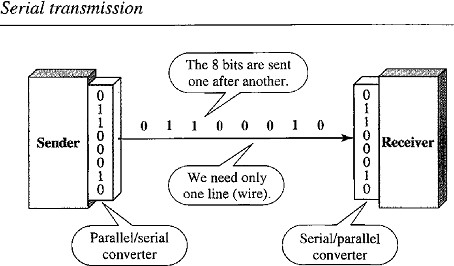 Serial transmission
The 8 bits are sent
one after another.
0
1
1
0
0
0
1
0
Sender
0 1 1 0 0 0 1 0
0
1
1
0
0
0
1
0
Receiver
We need only
one line (wire).
Parallel/serial
converter
Serial/parallel
converter